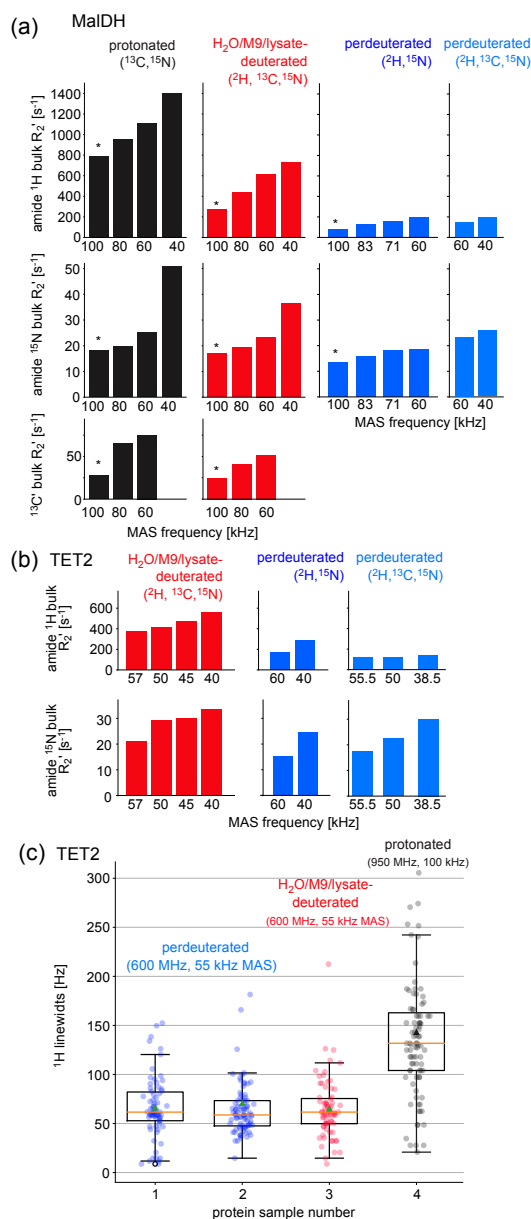 (a) MalDH
protonated
(¹³C,¹⁵N)
H₂O/M9/lysate-
deuterated
(²H, ¹³C,¹⁵N)
perdeuterated
(²H,¹⁵N)
perdeuterated
(²H,¹³C,¹⁵N)
amide ¹H bulk R₂' [s⁻¹]
1400
1200
1000
800
600
400
200
0
* * *
100 80 60 40
100 80 60 40
100 83 71 60
60 40
amide ¹⁵N bulk R₂' [s⁻¹]
50
40
30
20
10
0
* * *
100 80 60 40
100 80 60 40
100 83 71 60
60 40
MAS frequency [kHz]
¹³C' bulk R₂' [s⁻¹]
50
0
* *
100 80 60
100 80 60
MAS frequency [kHz]
(b) TET2
H₂O/M9/lysate-
deuterated
(²H, ¹³C,¹⁵N)
perdeuterated
(²H,¹⁵N)
perdeuterated
(²H,¹³C,¹⁵N)
amide ¹H bulk
R₂' [s⁻¹]
600
400
200
0
57 50 45 40
60 40
55.5 50 38.5
amide ¹⁵N bulk
R₂' [s⁻¹]
30
20
10
0
57 50 45 40
60 40
55.5 50 38.5
MAS frequency [kHz]
(c) TET2
protonated
(950 MHz, 100 kHz)
H₂O/M9/lysate-
deuterated
(600 MHz, 55 kHz MAS)
perdeuterated
(600 MHz, 55 kHz MAS)
¹H linewidts [Hz]
300
250
200
150
100
50
0
1 2 3 4
protein sample number